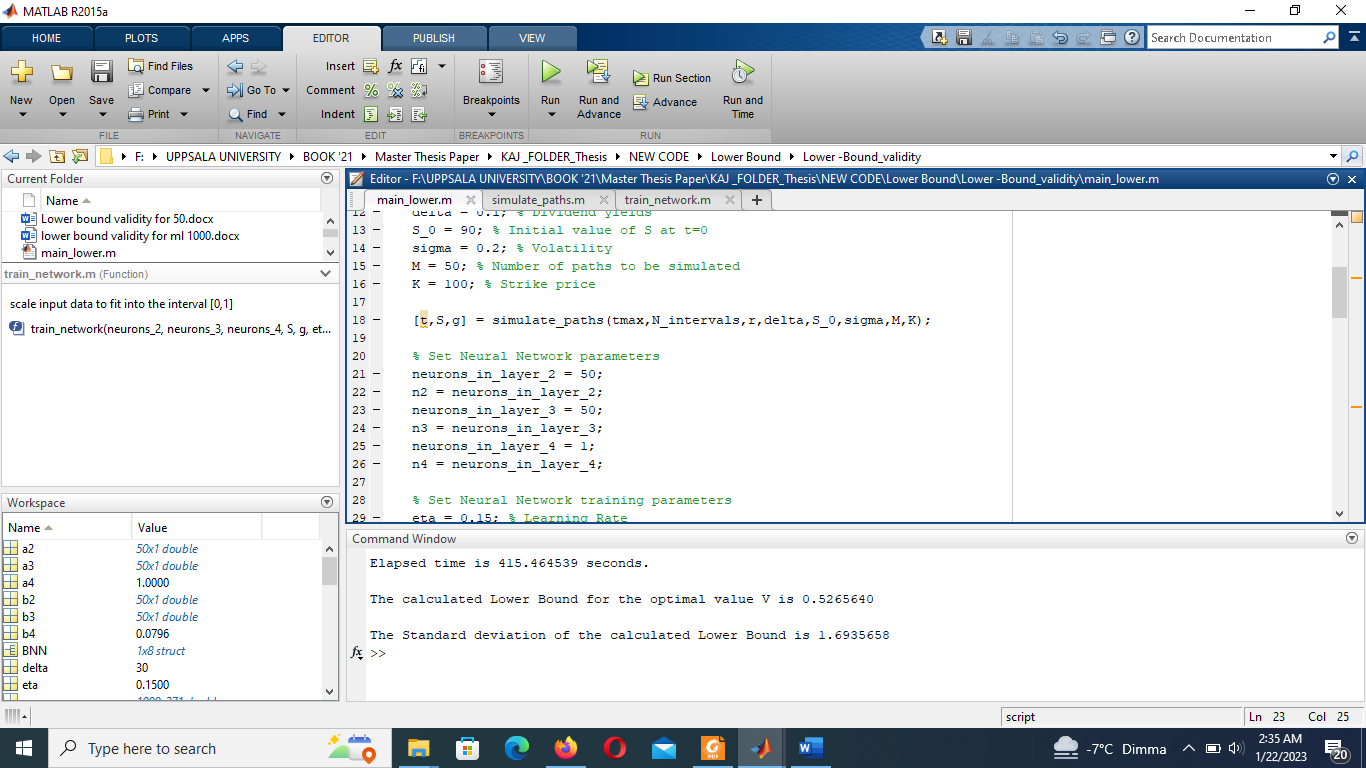 MATLAB R2015a
HOME PLOTS APPS EDITOR PUBLISH VIEW
Search Documentation
New Open Save Find Files Compare Print
FILE
Go To Find
NAVIGATE
Insert fx
Comment % %
Indent
EDIT
Breakpoints
BREAKPOINTS
Run Run and Advance Run Section Advance Run and Time
RUN
F: UPPSALA UNIVERSITY BOOK '21 Master Thesis Paper KAJ _FOLDER_Thesis NEW CODE Lower Bound Lower -Bound_validity
Current Folder
Name
Lower bound validity for 50.docx
lower bound validity for ml 1000.docx
main_lower.m
train_network.m (Function)
scale input data to fit into the interval [0,1]
train_network(neurons_2, neurons_3, neurons_4, S, g, et...
Workspace
Name Value
a2 50x1 double
a3 50x1 double
a4 1.0000
b2 50x1 double
b3 50x1 double
b4 0.0796
BNN 1x8 struct
delta 30
eta 0.1500
Editor - F:\UPPSALA UNIVERSITY\BOOK '21\Master Thesis Paper\KAJ _FOLDER_Thesis\NEW CODE\Lower Bound\Lower -Bound_validity\main_lower.m
main_lower.m simulate_paths.m train_network.m +
12 - delta = 0.1; % Dividend yields
13 - S_0 = 90; % Initial value of S at t=0
14 - sigma = 0.2; % Volatility
15 - M = 50; % Number of paths to be simulated
16 - K = 100; % Strike price
17
18 - [t,S,g] = simulate_paths(tmax,N_intervals,r,delta,S_0,sigma,M,K);
19
20 % Set Neural Network parameters
21 - neurons_in_layer_2 = 50;
22 - n2 = neurons_in_layer_2;
23 - neurons_in_layer_3 = 50;
24 - n3 = neurons_in_layer_3;
25 - neurons_in_layer_4 = 1;
26 - n4 = neurons_in_layer_4;
27
28 % Set Neural Network training parameters
29 - eta = 0.15; % Learning Rate
Command Window
Elapsed time is 415.464539 seconds.
The calculated Lower Bound for the optimal value V is 0.5265640
The Standard deviation of the calculated Lower Bound is 1.6935658
fx >>
script Ln 23 Col 25
Type here to search
-7°C Dimma
2:35 AM
1/22/2023
20